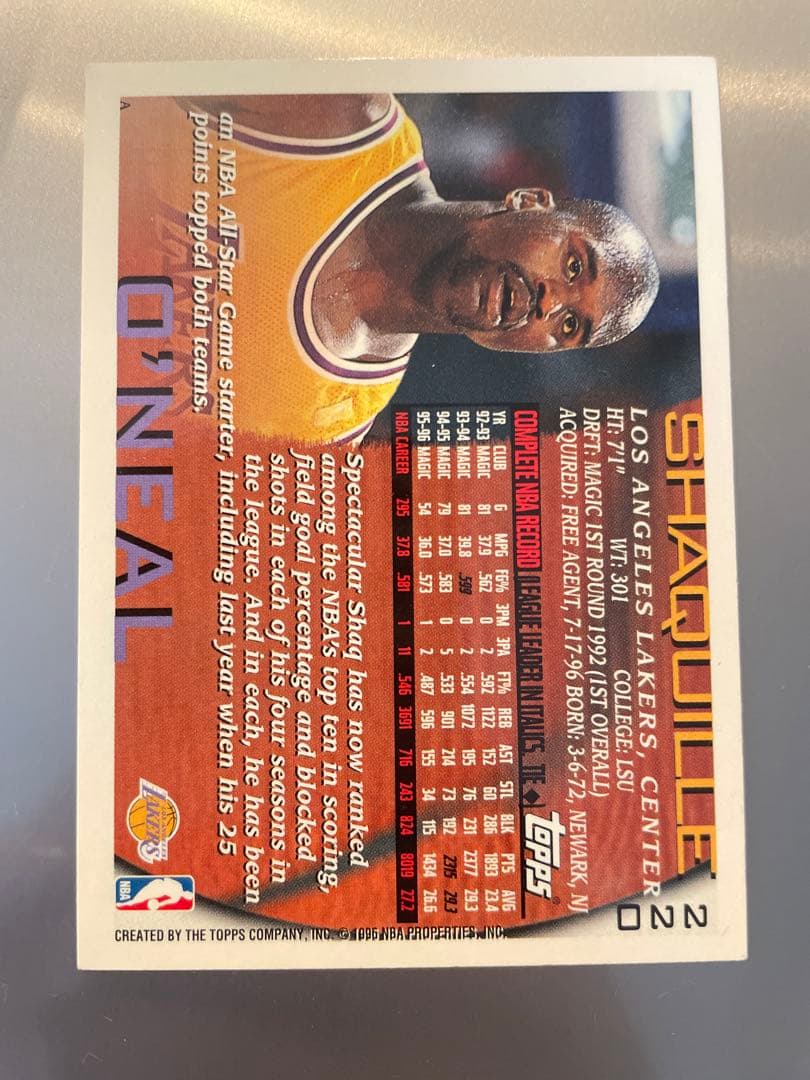 SHAQUILLE
220
LOS ANGELES LAKERS, CENTER
HT: 7'1" WT: 301 COLLEGE: LSU
DRFT: MAGIC 1ST ROUND 1992 (1ST OVERALL)
ACQUIRED: FREE AGENT, 7-17-96 BORN: 3-6-72, NEWARK, NJ
topps®
COMPLETE NBA RECORD (LEAGUE LEADER IN ITALICS, TIE ◆)
YR CLUB G MPG FG% 3PM 3PA FT% REB AST STL BLK PTS AVG
92-93 MAGIC 81 37.9 .562 0 2 .592 1122 152 60 286 1893 23.4
93-94 MAGIC 81 39.8 .599 0 2 .554 1072 195 76 231 2377 29.3
94-95 MAGIC 79 37.0 .583 0 5 .533 901 214 73 192 2315 29.3
95-96 MAGIC 54 36.0 .573 1 2 .487 596 155 34 115 1434 26.6
NBA CAREER 295 37.8 .581 1 11 .546 3691 716 243 824 8019 27.2
Spectacular Shaq has now ranked
among the NBA's top ten in scoring,
field goal percentage and blocked
shots in each of his four seasons in
the league. And in each, he has been
an NBA All-Star Game starter, including last year when his 25
points topped both teams.
O'NEAL
LOS ANGELES
LAKERS
NBA
A
CREATED BY THE TOPPS COMPANY, INC. © 1996 NBA PROPERTIES, INC.